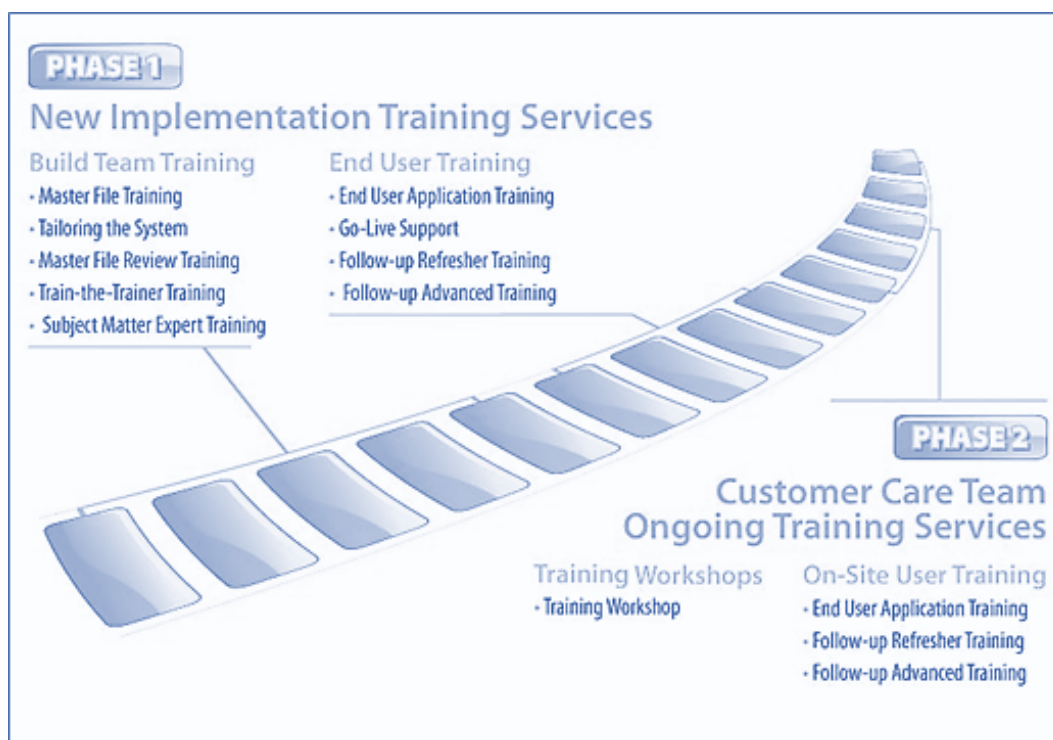 PHASE 1
New Implementation Training Services
Build Team Training
• Master File Training
• Tailoring the System
• Master File Review Training
• Train-the-Trainer Training
• Subject Matter Expert Training
End User Training
• End User Application Training
• Go-Live Support
• Follow-up Refresher Training
• Follow-up Advanced Training
PHASE 2
Customer Care Team
Ongoing Training Services
Training Workshops
• Training Workshop
On-Site User Training
• End User Application Training
• Follow-up Refresher Training
• Follow-up Advanced Training